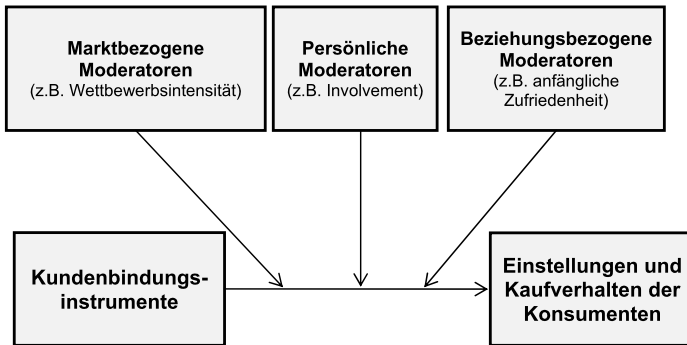 Marktbezogene
Moderatoren
(z.B. Wettbewerbsintensität)
Persönliche
Moderatoren
(z.B. Involvement)
Beziehungsbezogene
Moderatoren
(z.B. anfängliche
Zufriedenheit)
Kundenbindungs-
instrumente
Einstellungen und
Kaufverhalten der
Konsumenten